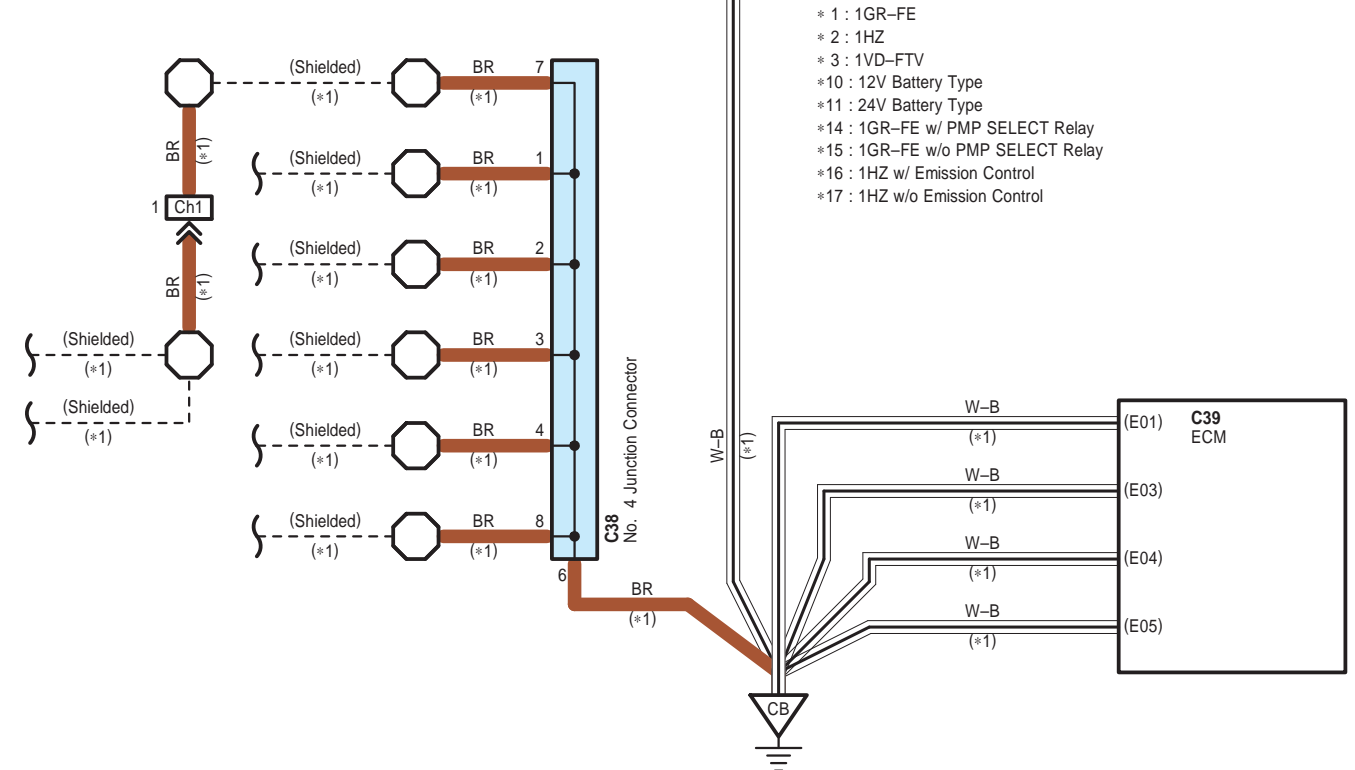 ∗ 1 : 1GR–FE
∗ 2 : 1HZ
∗ 3 : 1VD–FTV
∗10 : 12V Battery Type
∗11 : 24V Battery Type
∗14 : 1GR–FE w/ PMP SELECT Relay
∗15 : 1GR–FE w/o PMP SELECT Relay
∗16 : 1HZ w/ Emission Control
∗17 : 1HZ w/o Emission Control
(Shielded) BR 7
(∗1) (∗1)
BR
(∗1)
(Shielded) BR 1
(∗1) (∗1)
1 Ch1
(Shielded) BR 2
(∗1) (∗1)
BR
(∗1)
(Shielded) (Shielded) BR 3
(∗1) (∗1) (∗1)
(Shielded)
(∗1)
(Shielded) BR 4
(∗1) (∗1)
(Shielded) BR 8
(∗1) (∗1)
C38
No. 4 Junction Connector
6
BR
(∗1)
W–B
(∗1)
W–B (E01)
(∗1)
C39
ECM
W–B (E03)
(∗1)
W–B (E04)
(∗1)
W–B (E05)
(∗1)
CB